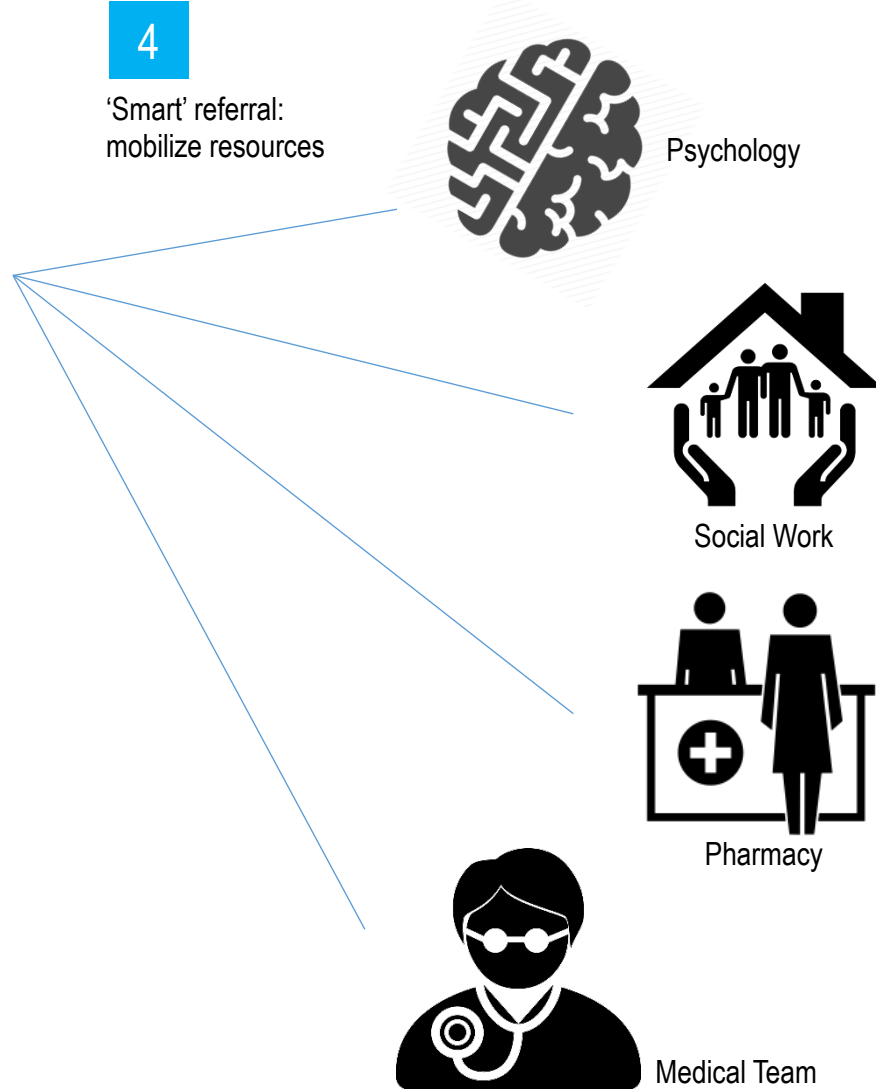 4
‘Smart’ referral:
mobilize resources
Psychology
Social Work
Pharmacy
Medical Team